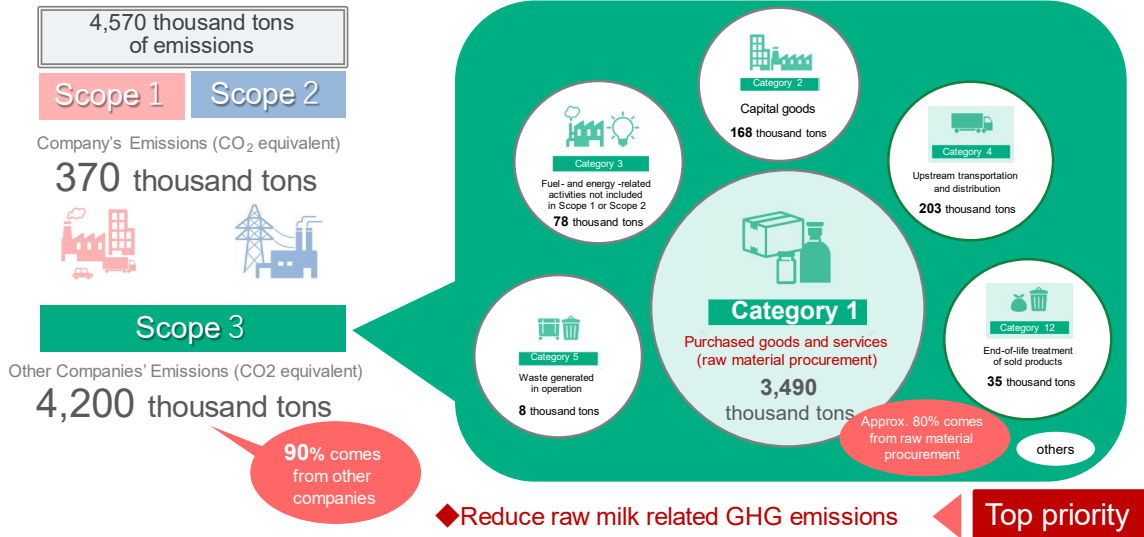 4,570 thousand tons
of emissions
Scope 1
Scope 2
Company's Emissions (CO₂ equivalent)
370 thousand tons
Scope 3
Other Companies' Emissions (CO2 equivalent)
4,200 thousand tons
90% comes
from other
companies
Category 2
Capital goods
168 thousand tons
Category 3
Fuel- and energy -related
activities not included
in Scope 1 or Scope 2
78 thousand tons
Category 4
Upstream transportation
and distribution
203 thousand tons
Category 1
Purchased goods and services
(raw material procurement)
3,490
thousand tons
Category 5
Waste generated
in operation
8 thousand tons
Category 12
End-of-life treatment
of sold products
35 thousand tons
Approx. 80% comes
from raw material
procurement
others
◆Reduce raw milk related GHG emissions
Top priority